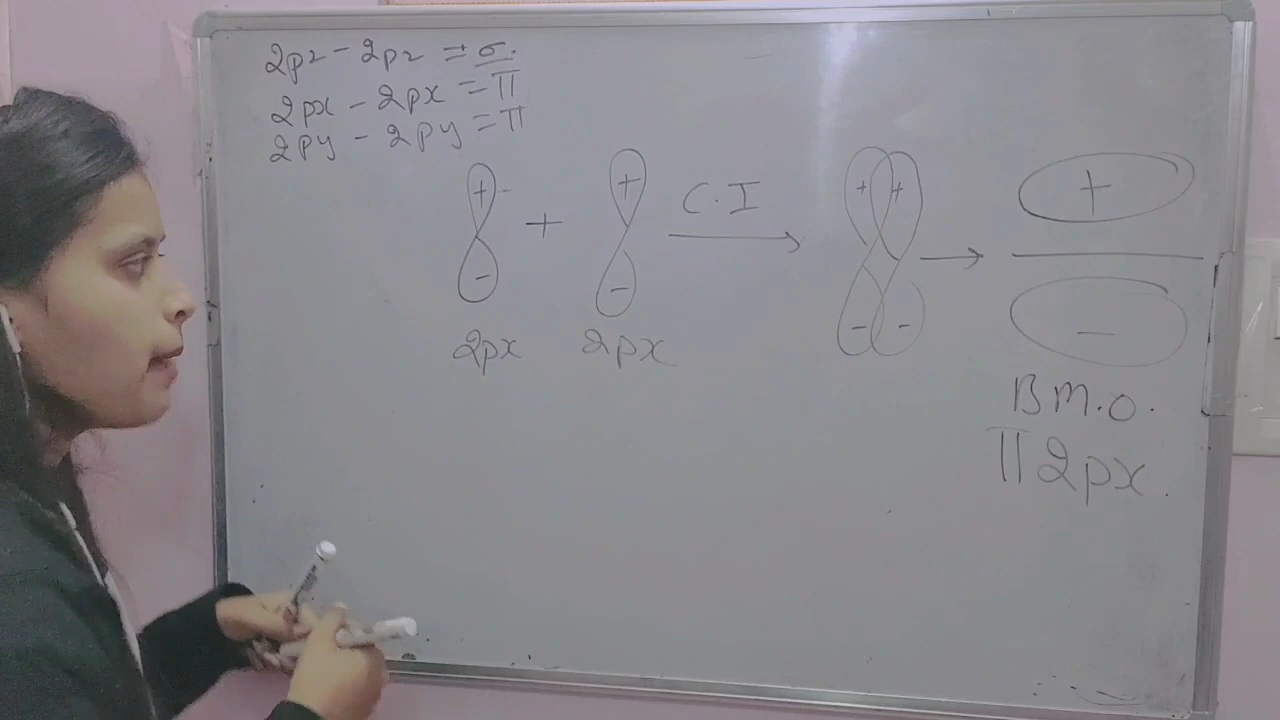 2pz - 2pz = σ.
2px - 2px = π
2py - 2py = π
+ + + C.I + + +
- - - - -
2px 2px
B M.O.
π2px